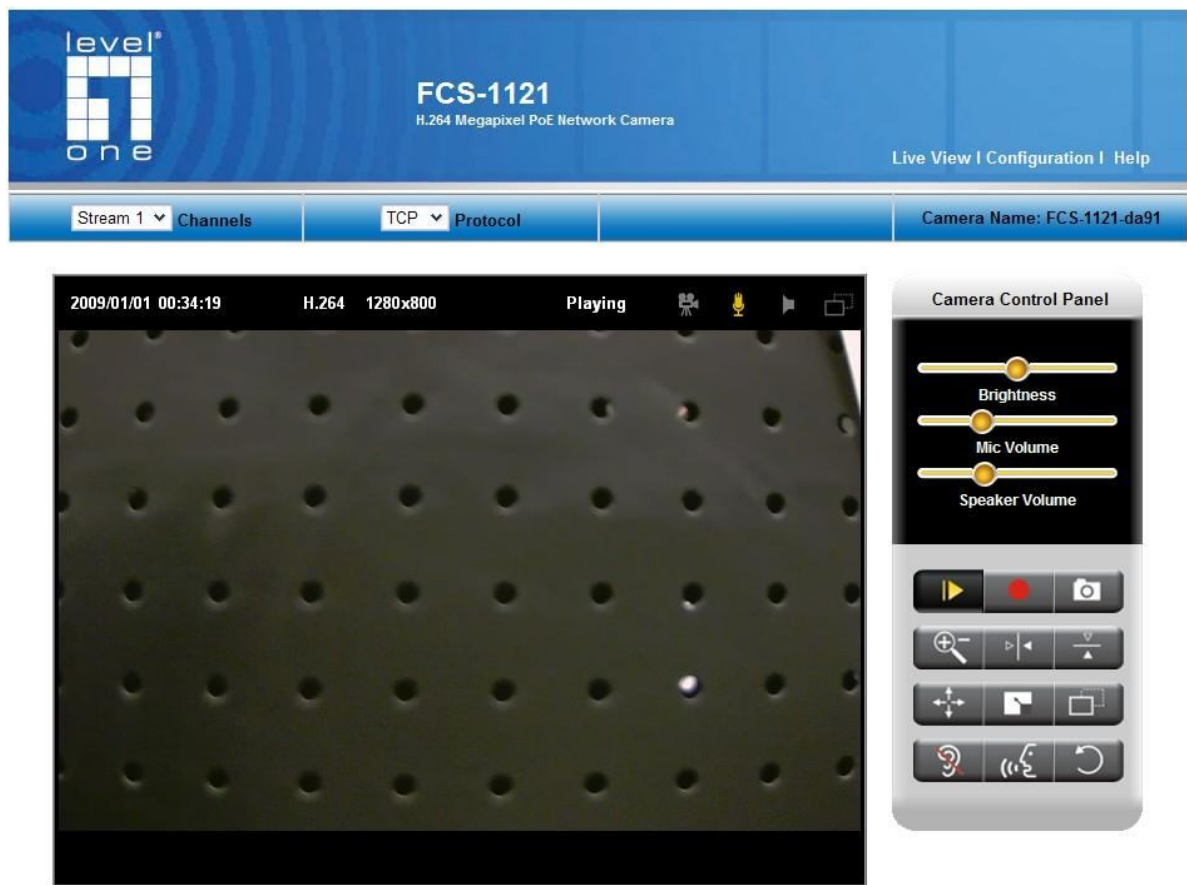 level®
one
FCS-1121
H.264 Megapixel PoE Network Camera
Live View I Configuration I Help
Stream 1 Channels
TCP Protocol
Camera Name: FCS-1121-da91
2009/01/01 00:34:19 H.264 1280x800 Playing
Camera Control Panel
Brightness
Mic Volume
Speaker Volume